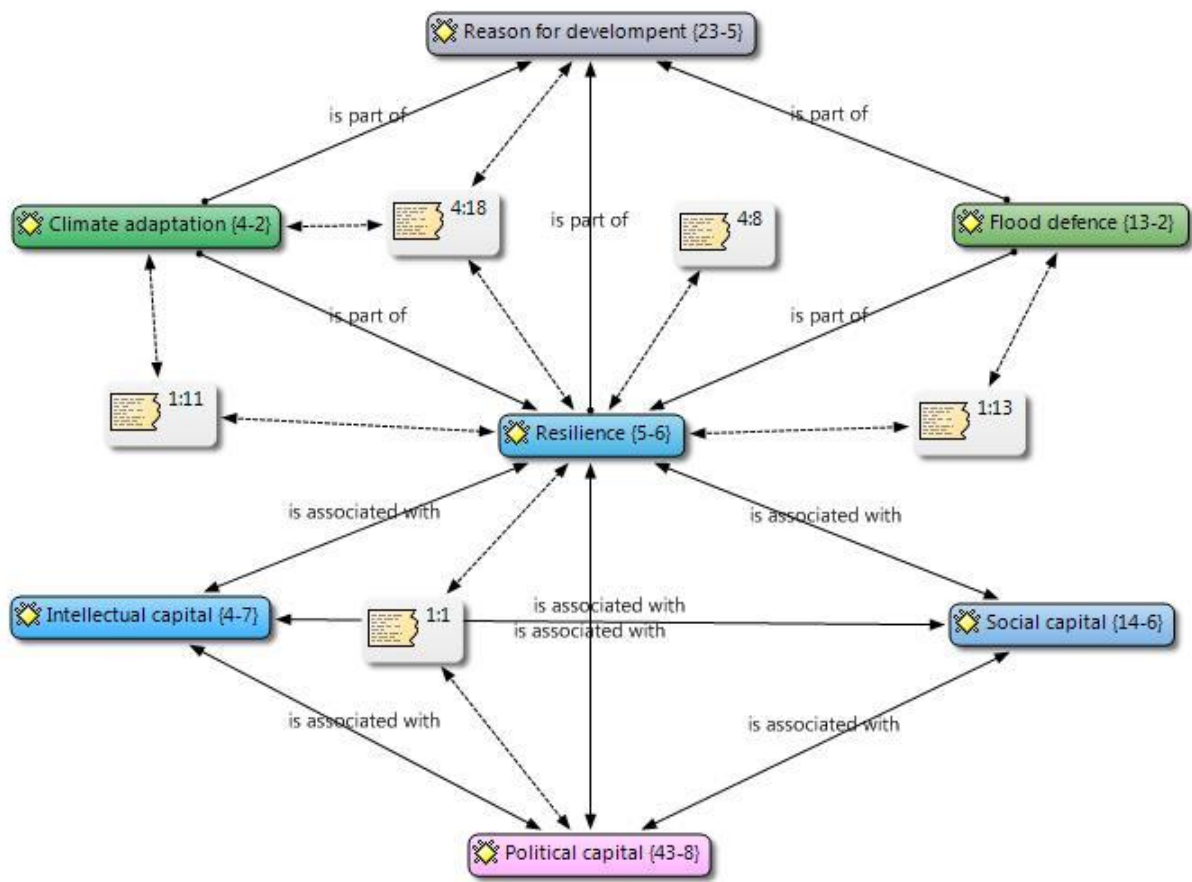 Reason for develompent {23-5}
is part of
is part of
4:18
4:8
is part of
Climate adaptation {4-2}
Flood defence {13-2}
is part of
is part of
1:11
1:13
Resilience {5-6}
is associated with
is associated with
Intellectual capital {4-7}
1:1
is associated with
is associated with
Social capital {14-6}
is associated with
is associated with
Political capital {43-8}